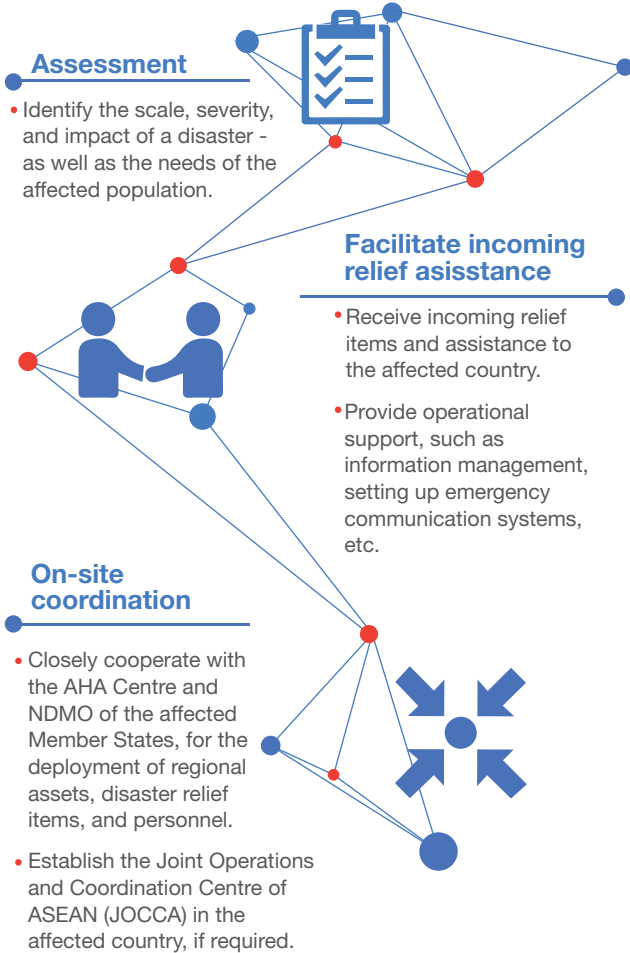 Assessment
• Identify the scale, severity,
and impact of a disaster -
as well as the needs of the
affected population.
Facilitate incoming
relief asisstance
• Receive incoming relief
items and assistance to
the affected country.
• Provide operational
support, such as
information management,
setting up emergency
communication systems,
etc.
On-site
coordination
• Closely cooperate with
the AHA Centre and
NDMO of the affected
Member States, for the
deployment of regional
assets, disaster relief
items, and personnel.
• Establish the Joint Operations
and Coordination Centre of
ASEAN (JOCCA) in the
affected country, if required.